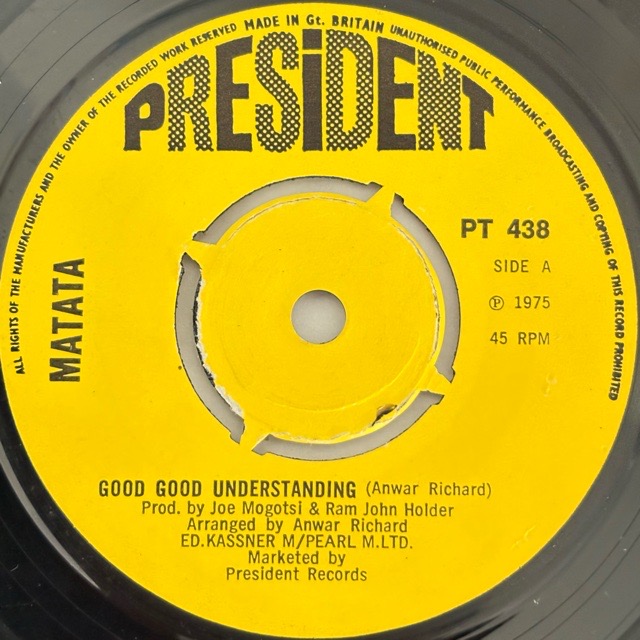 ALL RIGHTS OF THE MANUFACTURERS AND THE OWNER OF THE RECORDED WORK RESERVED MADE IN Gt. BRITAIN UNAUTHORISED PUBLIC PERFORMANCE BROADCASTING AND COPYING OF THIS RECORD PROHIBITED
PRESiDENT
MATATA
PT 438
SIDE A
℗ 1975
45 RPM
GOOD GOOD UNDERSTANDING (Anwar Richard)
Prod. by Joe Mogotsi & Ram John Holder
Arranged by Anwar Richard
ED.KASSNER M/PEARL M.LTD.
Marketed by
President Records